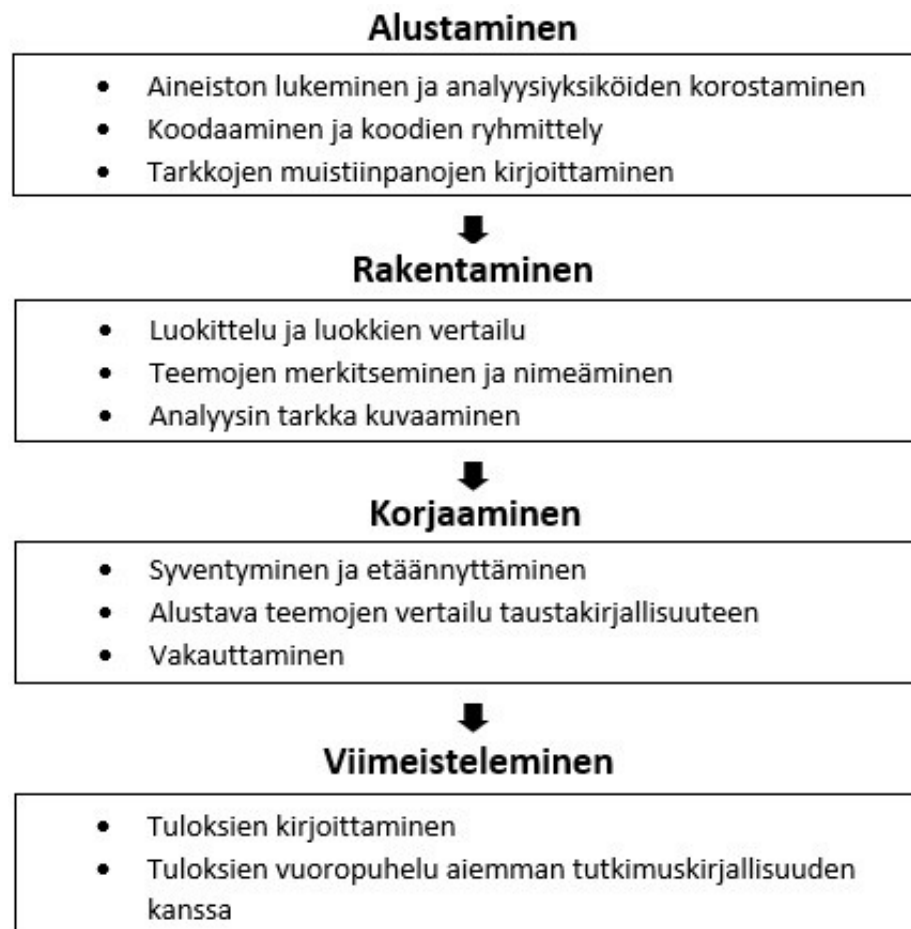 Alustaminen
• Aineiston lukeminen ja analyysiyksiköiden korostaminen
• Koodaaminen ja koodien ryhmittely
• Tarkkojen muistiinpanojen kirjoittaminen
Rakentaminen
• Luokittelu ja luokkien vertailu
• Teemojen merkitseminen ja nimeäminen
• Analyysin tarkka kuvaaminen
Korjaaminen
• Syventyminen ja etäännyttäminen
• Alustava teemojen vertailu taustakirjallisuuteen
• Vakauttaminen
Viimeisteleminen
• Tuloksien kirjoittaminen
• Tuloksien vuoropuhelu aiemman tutkimuskirjallisuuden
kanssa